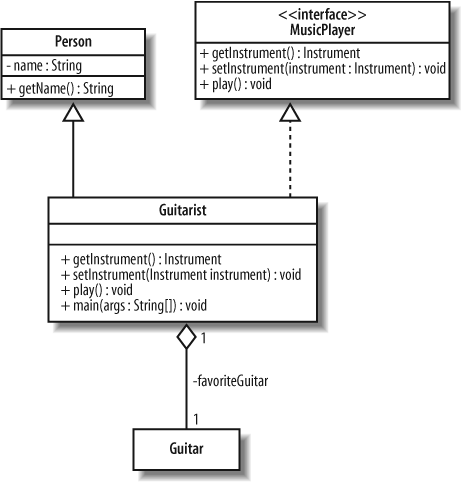 Person
- name : String
+ getName() : String
<<interface>>
MusicPlayer
+ getInstrument() : Instrument
+ setInstrument(instrument : Instrument) : void
+ play() : void
Guitarist
+ getInstrument() : Instrument
+ setInstrument(Instrument instrument) : void
+ play() : void
+ main(args : String[]) : void
1
-favoriteGuitar
1
Guitar